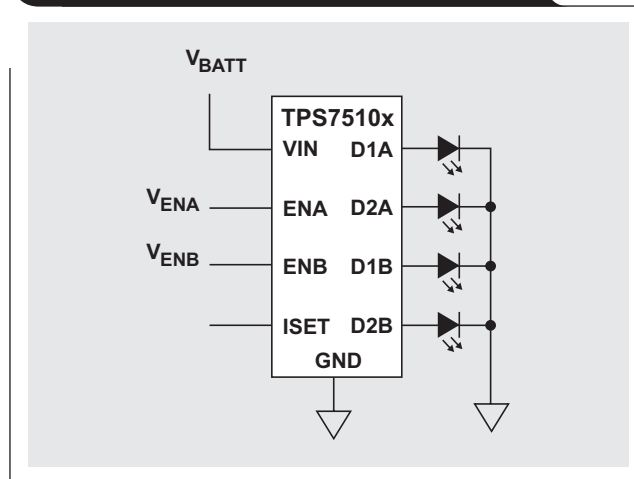 VBATT
TPS7510x
VIN D1A
VENA ENA D2A
VENB ENB D1B
ISET D2B
GND